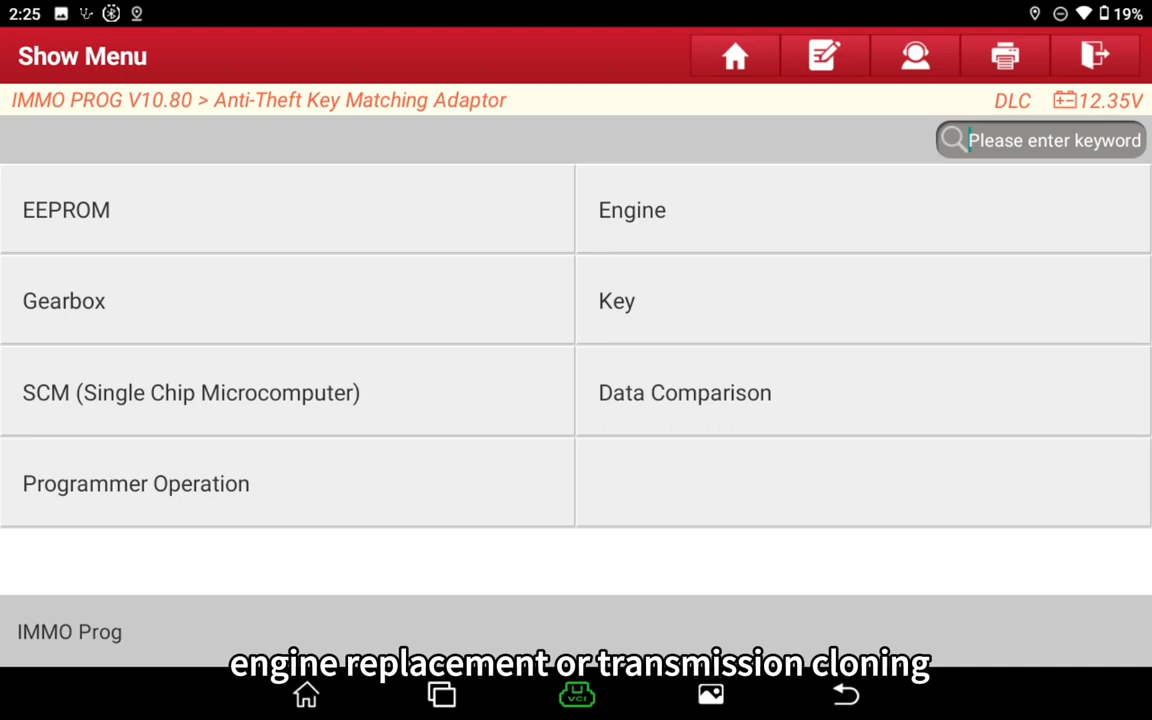 2:25
19%
Show Menu
IMMO PROG V10.80 > Anti-Theft Key Matching Adaptor
DLC 12.35V
Please enter keyword
EEPROM
Engine
Gearbox
Key
SCM (Single Chip Microcomputer)
Data Comparison
Programmer Operation
IMMO Prog
engine replacement or transmission cloning
VCI